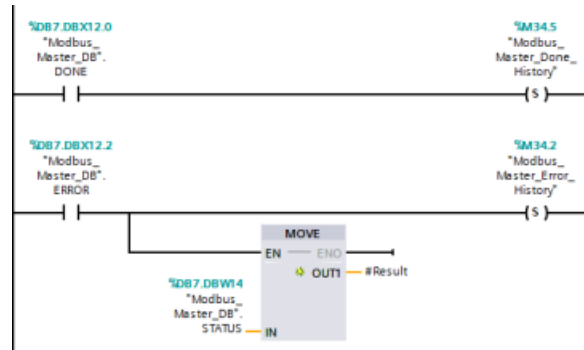 %DB7.DBX12.0
"Modbus_
Master_DB".
DONE
%M34.5
"Modbus_
Master_Done_
History"
S
%DB7.DBX12.2
"Modbus_
Master_DB".
ERROR
%M34.2
"Modbus_
Master_Error_
History"
S
MOVE
EN ENO
OUT1 #Result
%DB7.DBW14
"Modbus_
Master_DB".
STATUS IN